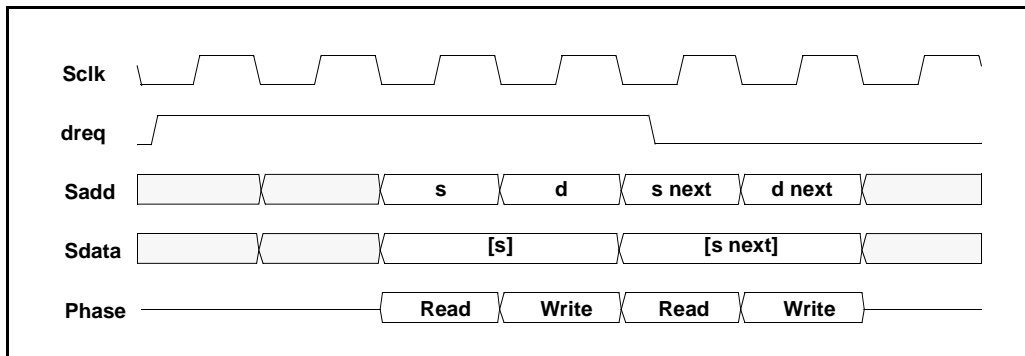 Sclk
dreq
Sadd s d s next d next
Sdata [s] [s next]
Phase Read Write Read Write